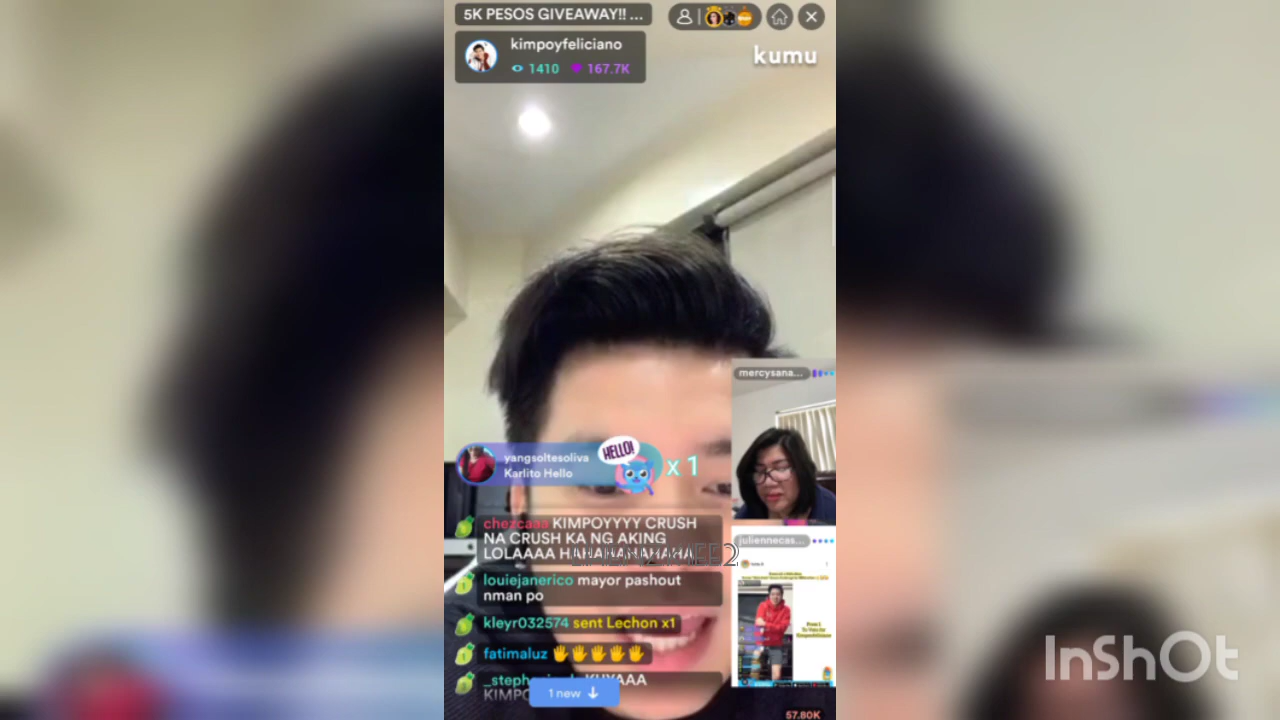 5K PESOS GIVEAWAY!! ...
kimpoyfeliciano
1410 167.7K
kumu
mercysana...
HELLO!
yangsoltesoliva
Karlito Hello
x 1
chezcaaa KIMPOYYYY CRUSH
NA CRUSH KA NG AKING
LOLAAAA HAHAHAHAHAHA
juliennecas...
louiejanerico mayor pashout
nman po
kleyr032574 sent Lechon x1
fatimaluz 🖐🖐🖐🖐🖐
KUYAAA
KIMPO
1 new ↓
57.80K
InShOt